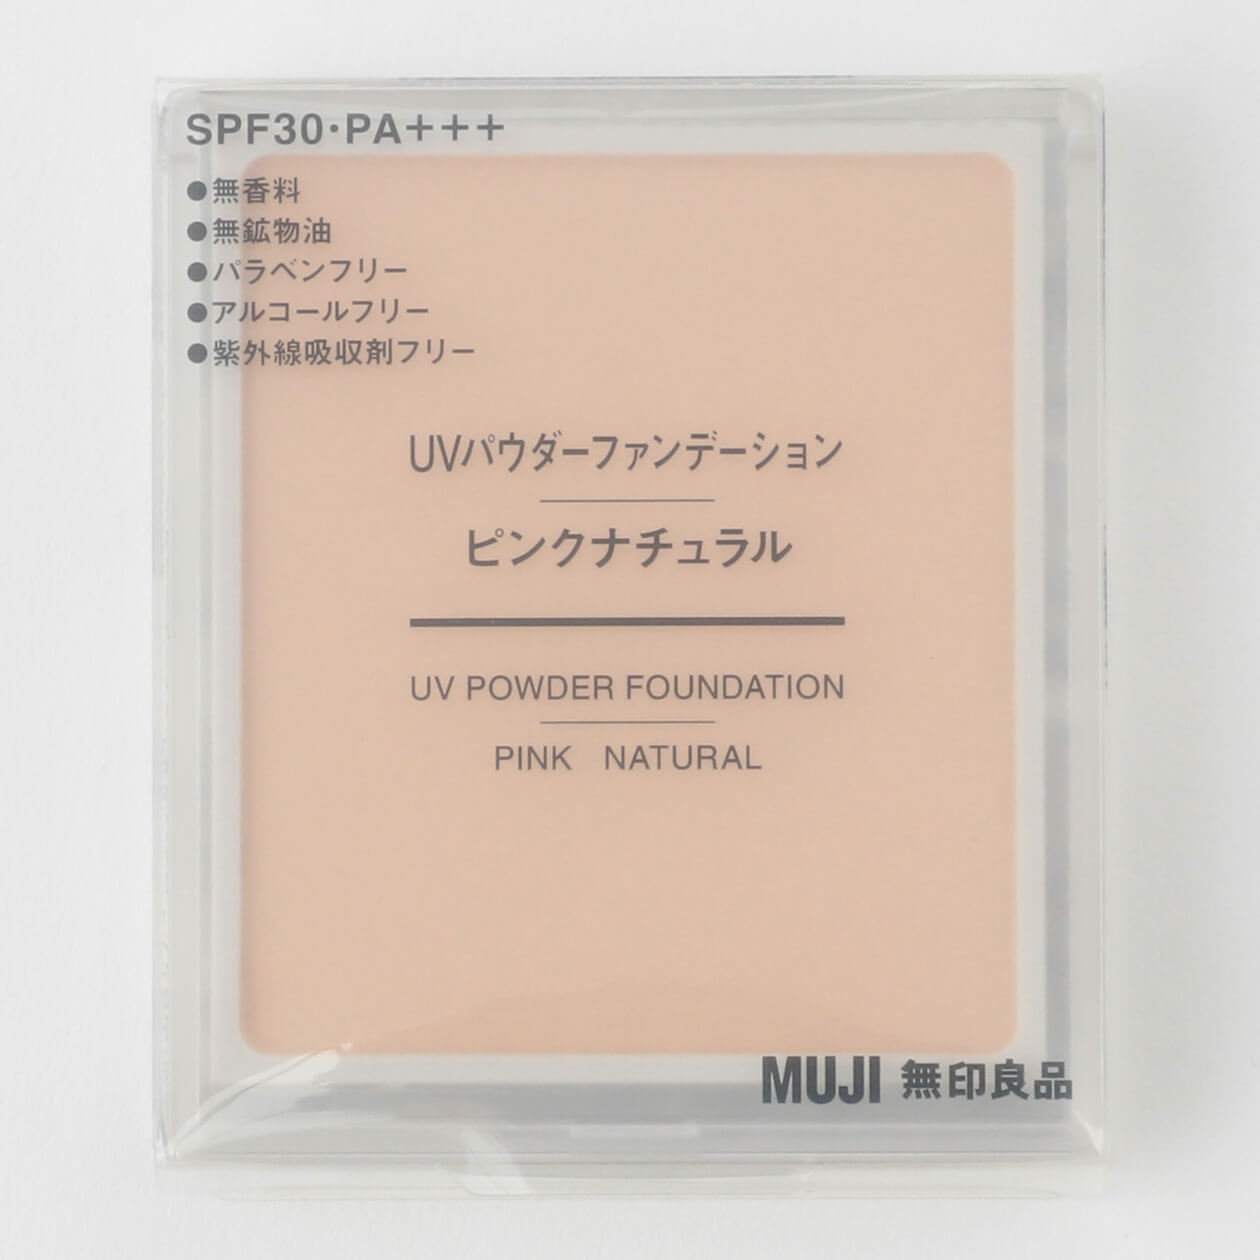 SPF30・PA+++
●無香料
●無鉱物油
●パラベンフリー
●アルコールフリー
●紫外線吸収剤フリー
UVパウダーファンデーション
ピンクナチュラル
UV POWDER FOUNDATION
PINK NATURAL
MUJI 無印良品